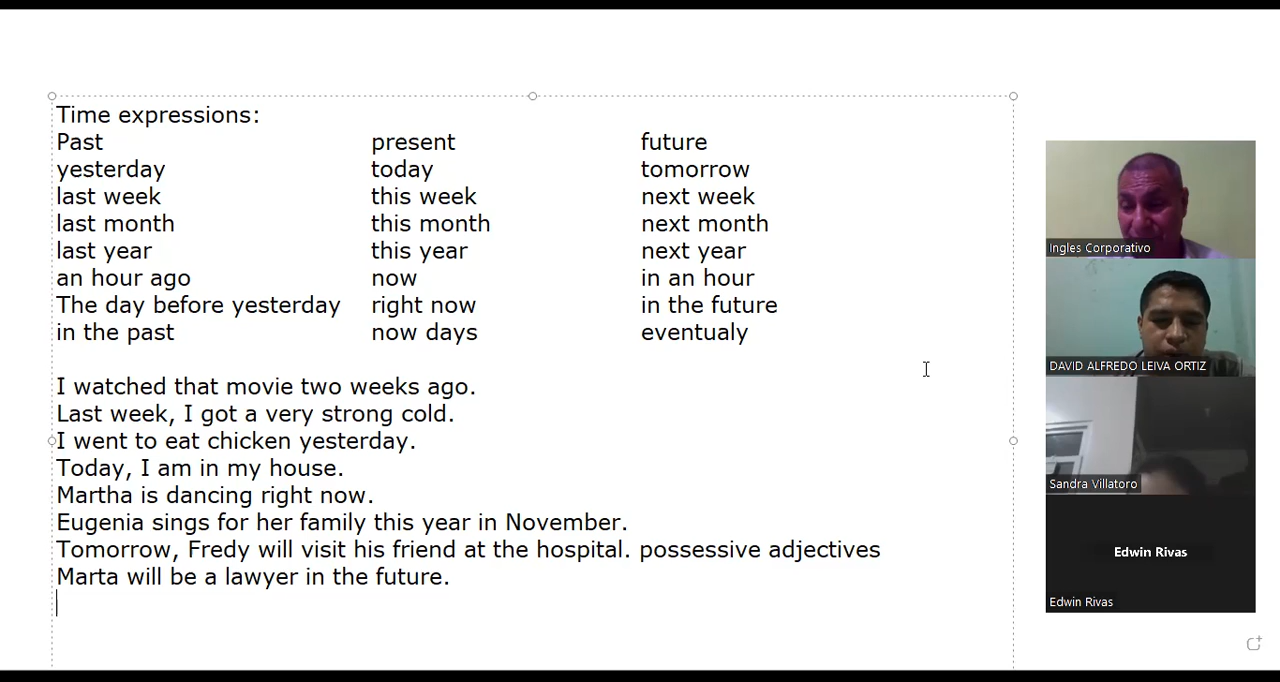 Time expressions:
Past present future
yesterday today tomorrow
last week this week next week
last month this month next month
last year this year next year
an hour ago now in an hour
The day before yesterday right now in the future
in the past now days eventualy
I watched that movie two weeks ago.
Last week, I got a very strong cold.
I went to eat chicken yesterday.
Today, I am in my house.
Martha is dancing right now.
Eugenia sings for her family this year in November.
Tomorrow, Fredy will visit his friend at the hospital. possessive adjectives
Marta will be a lawyer in the future.
Ingles Corporativo
DAVID ALFREDO LEIVA ORTIZ
Sandra Villatoro
Edwin Rivas
Edwin Rivas